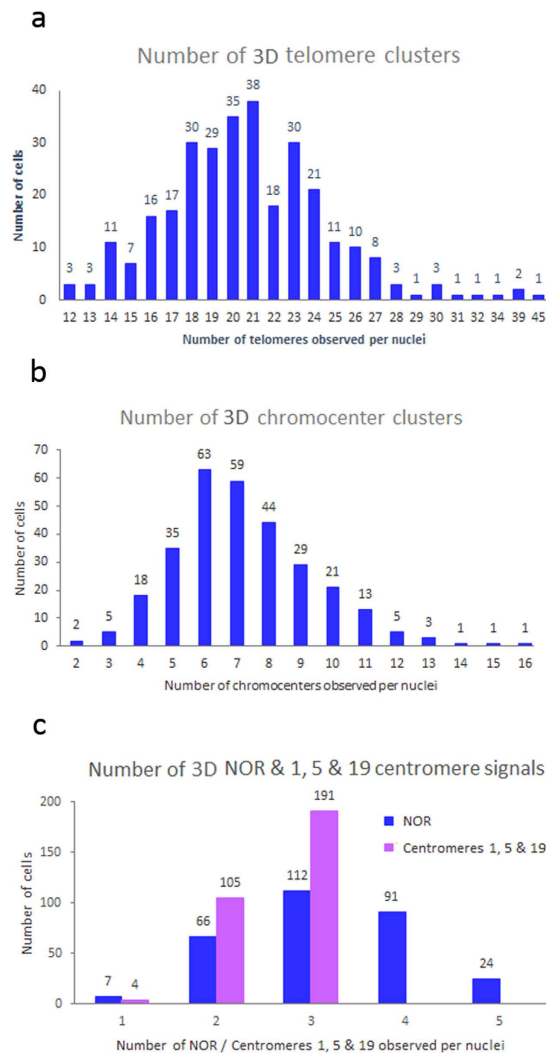 a
Number of 3D telomere clusters
Number of cells
40
30
20
10
0
3 3 11 7 16 17 30 29 35 38 18 30 21 11 10 8 3 1 3 1 1 1 2 1
12 13 14 15 16 17 18 19 20 21 22 23 24 25 26 27 28 29 30 31 32 34 39 45
Number of telomeres observed per nuclei
b
Number of 3D chromocenter clusters
Number of cells
70
60
50
40
30
20
10
0
2 5 18 35 63 59 44 29 21 13 5 3 1 1 1
2 3 4 5 6 7 8 9 10 11 12 13 14 15 16
Number of chromocenters observed per nuclei
c
Number of 3D NOR & 1, 5 & 19 centromere signals
Number of cells
200
150
100
50
0
7 4 66 105 112 191 91 24
NOR
Centromeres 1, 5 & 19
1 2 3 4 5
Number of NOR / Centromeres 1, 5 & 19 observed per nuclei